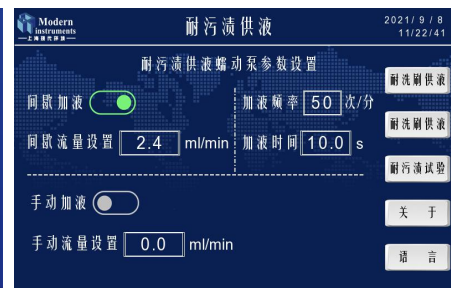 Modern
instruments
上海现代环境
耐污渍供液
2021/ 9 / 8
11/22/41
耐污渍供液蠕动泵参数设置
间歇加液
加液频率 50 次/分
间歇流量设置 2.4 ml/min
加液时间 10.0 s
手动加液
手动流量设置 0.0 ml/min
耐洗刷供液
耐洗刷供液
耐污渍试验
关 于
语 言